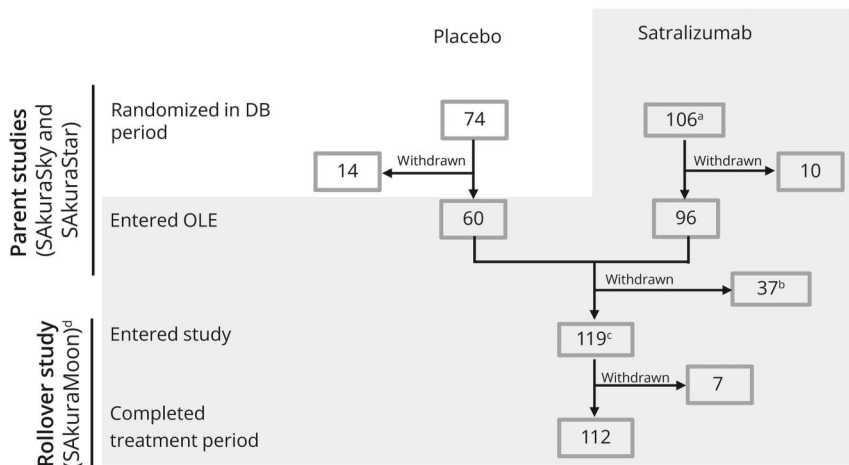 Placebo
Satralizumab
Parent studies
(SAkuraSky and
SAkuraStar)
Randomized in DB
period
74
106ᵃ
Withdrawn
14
Withdrawn
10
Entered OLE
60
96
Withdrawn
37ᵇ
Rollover study
(SAkuraMoon)ᵈ
Entered study
119ᶜ
Withdrawn
7
Completed
treatment period
112